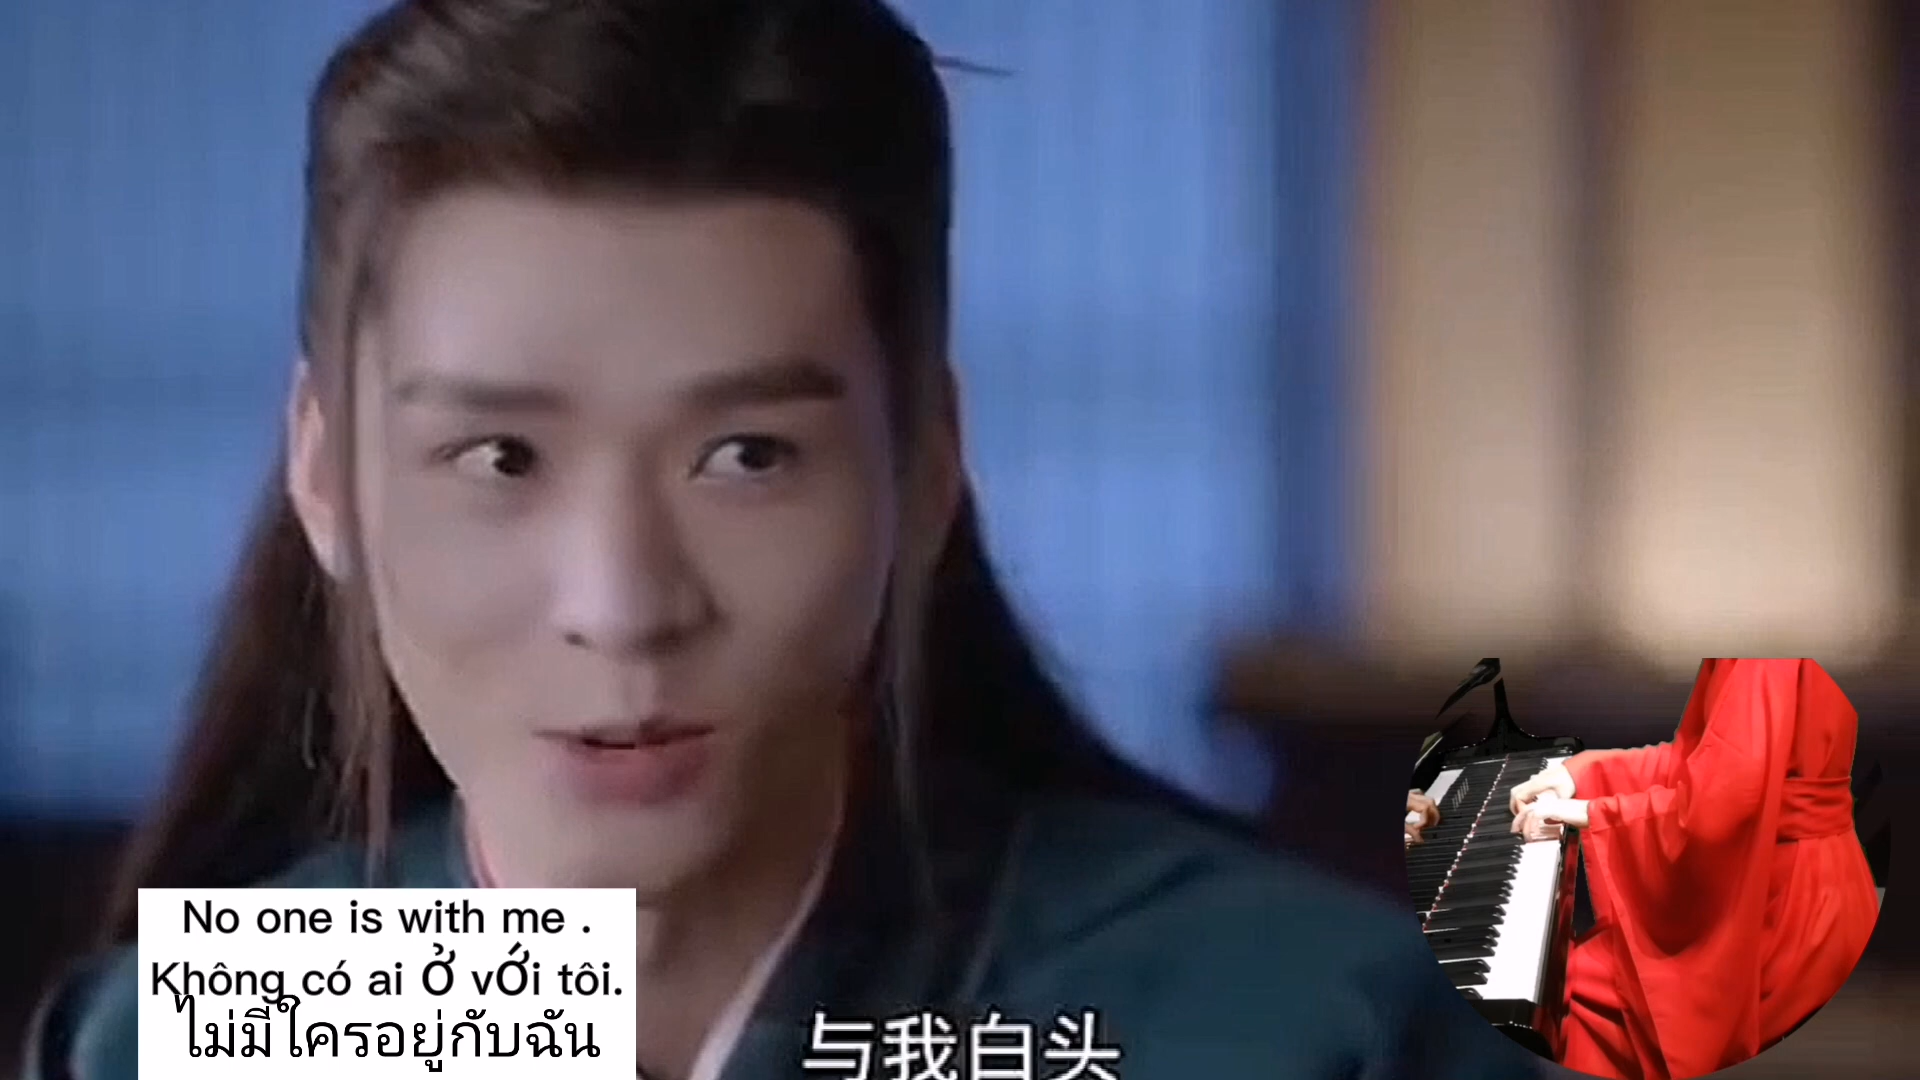 No one is with me .
Không có ai Ở vỚi tôi.
ไม่มีใครอยู่กับฉัน
与我白头